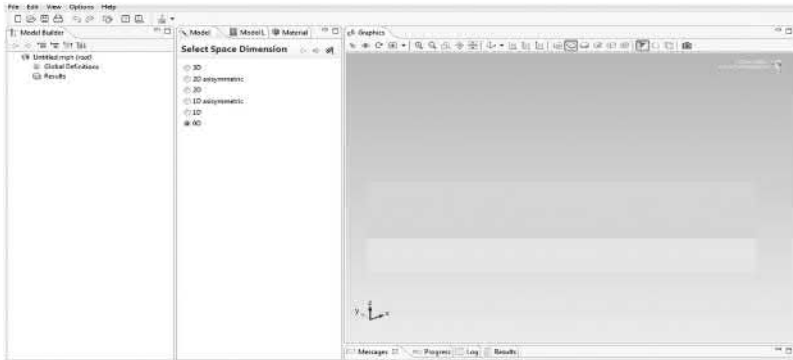 File Edit View Options Help
Model Builder
Untitled.mph (root)
Global Definitions
Results
Model
Model L
Material
Select Space Dimension
3D
2D axisymmetric
2D
1D axisymmetric
1D
0D
Graphics
z
y
x
Messages
Progress
Log
Results